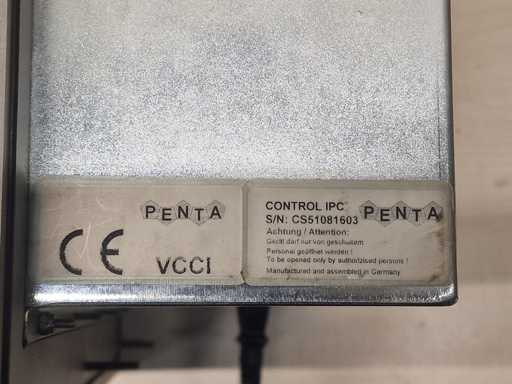 PENTA
CE
VCCI
CONTROL IPC
S/N: CS51081603
PENTA
Achtung / Attention:
Gerät darf nur von geschultem
Personal geöffnet werden !
To be opened only by authorized persons !
Manufactured and assembled in Germany